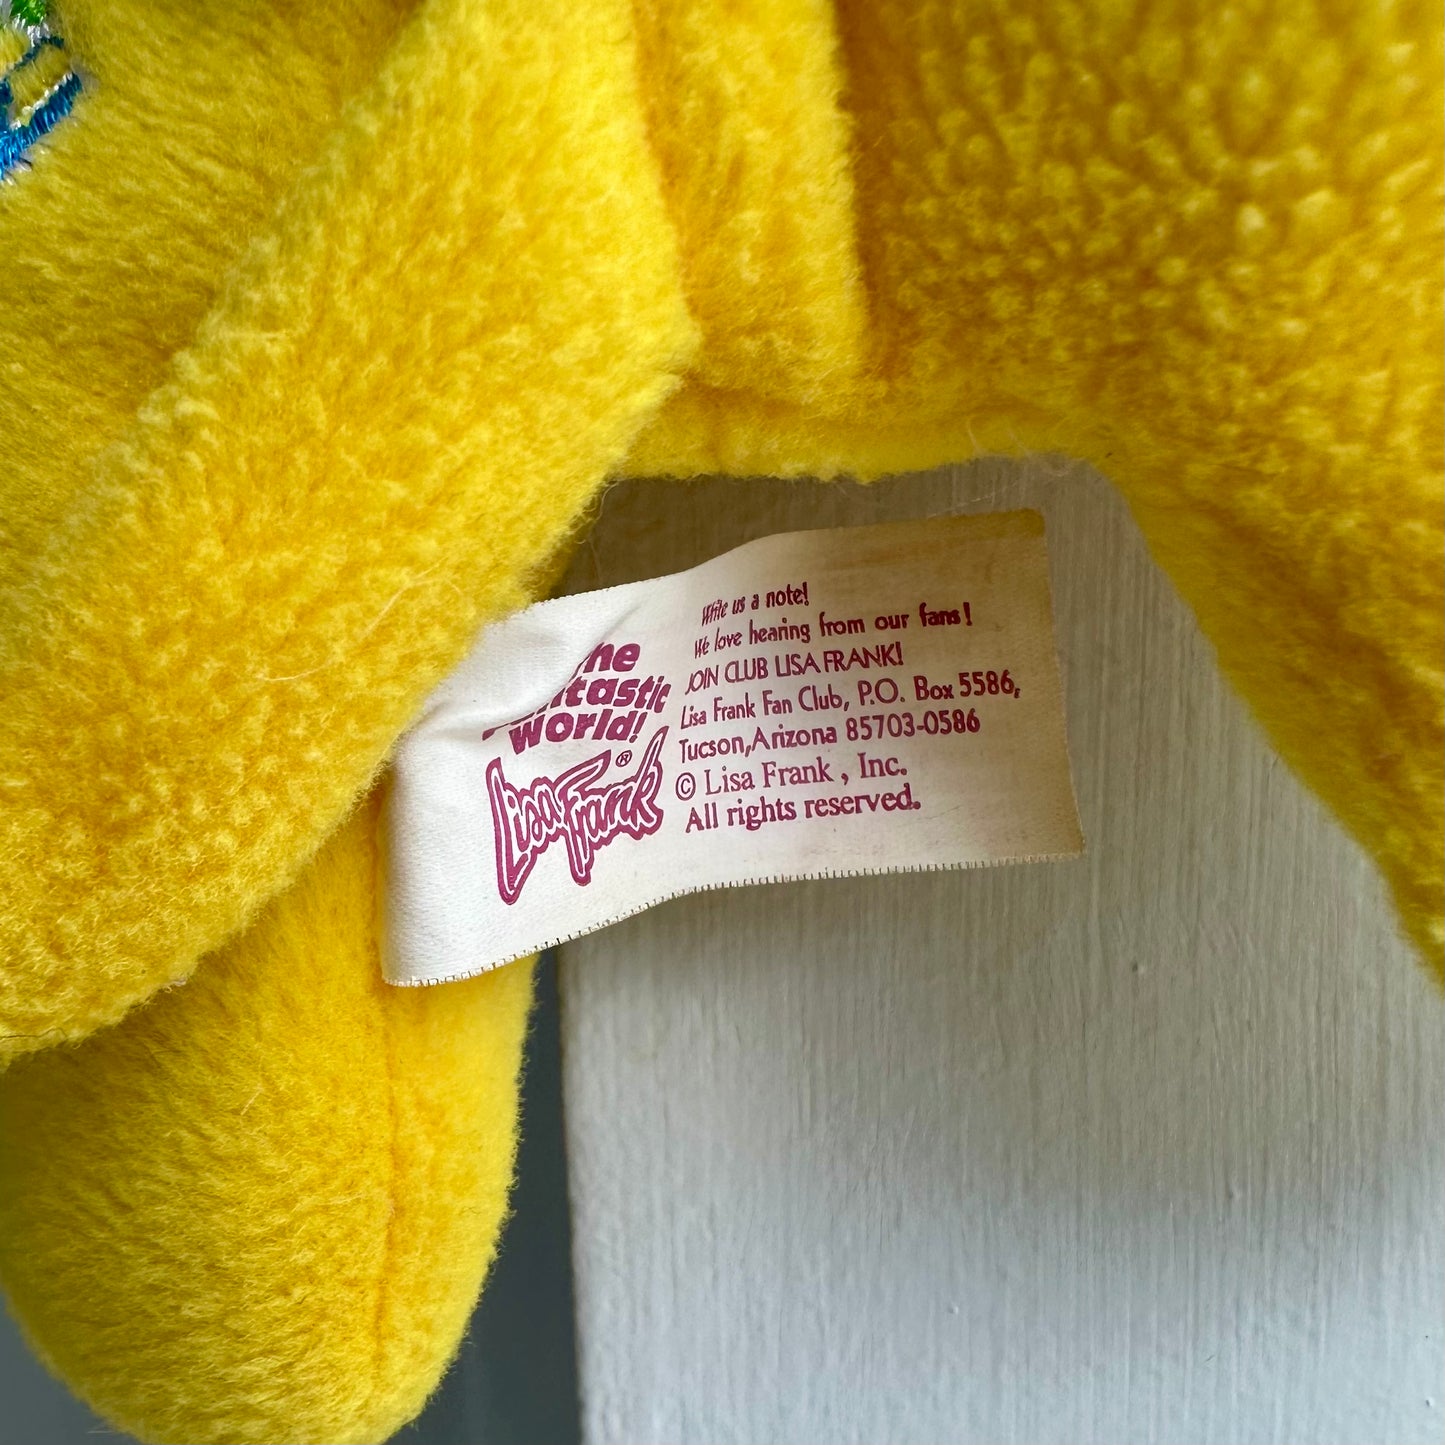 The
Fantastic
World!
Lisa Frank®
Write us a note!
We love hearing from our fans!
JOIN CLUB LISA FRANK!
Lisa Frank Fan Club, P.O. Box 5586,
Tucson, Arizona 85703-0586
© Lisa Frank, Inc.
All rights reserved.